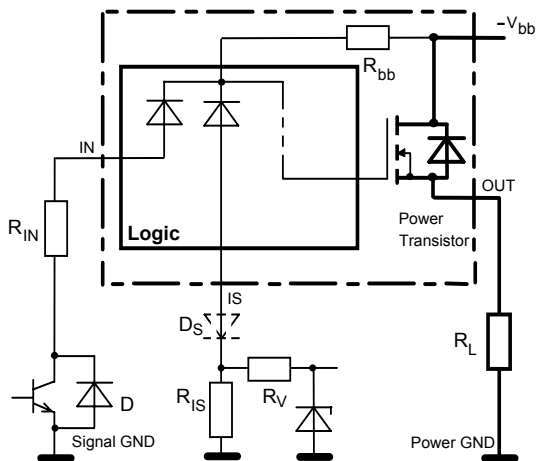 -Vbb
Rbb
IN
Logic
OUT
Power
Transistor
RIN
IS
DS
RL
D
RIS
RV
Signal GND
Power GND